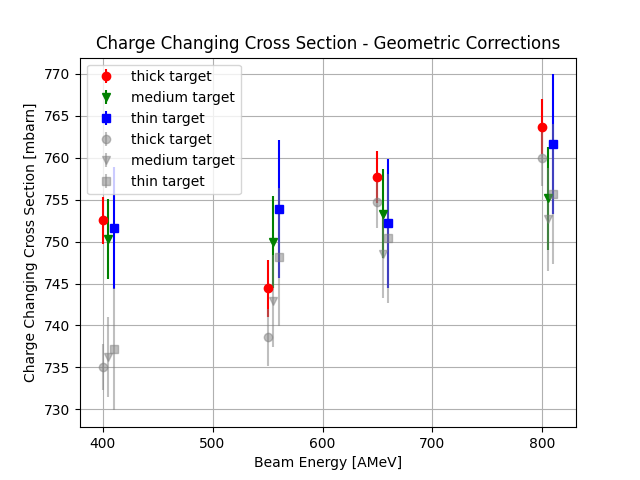 Charge Changing Cross Section - Geometric Corrections
Charge Changing Cross Section [mbarn]
770
765
760
755
750
745
740
735
730
thick target
medium target
thin target
thick target
medium target
thin target
400
500
600
700
800
Beam Energy [AMeV]